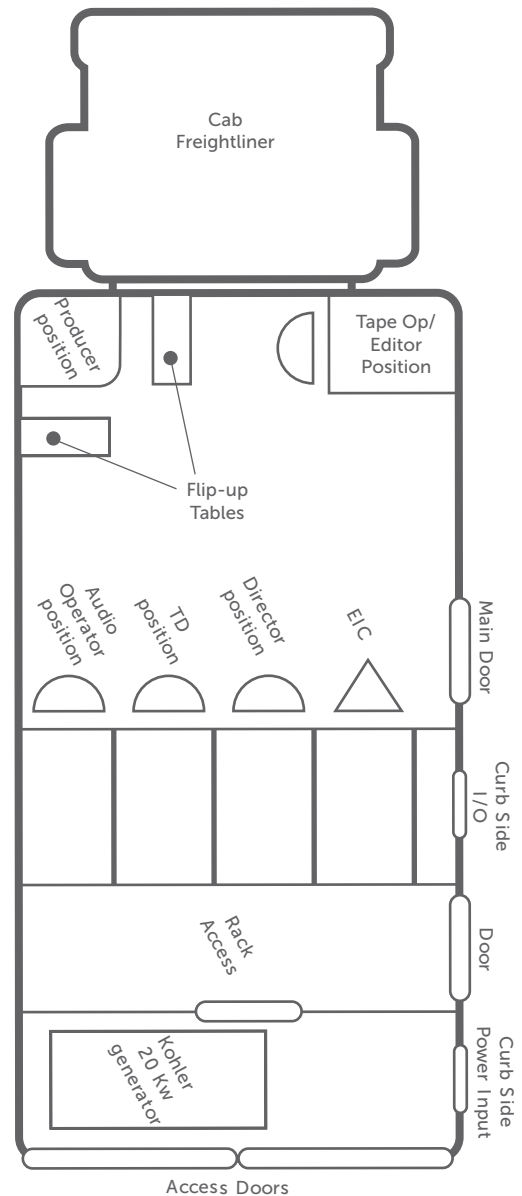 Cab
Freightliner
Producer
position
Tape Op/
Editor
Position
Flip-up
Tables
Audio
Operator
position
TD
position
Director
position
EIC
Main Door
Curb Side
I/O
Rack
Access
Door
Kohler
20 Kw
generator
Curb Side
Power Input
Access Doors